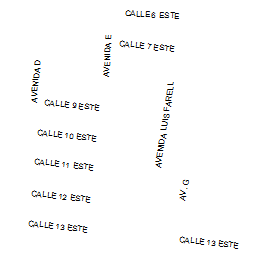 CALLE 6 ESTE
CALLE 7 ESTE
AVENIDA E
AVENIDA D
CALLE 9 ESTE
AVENIDA LUIS FARELL
CALLE 10 ESTE
CALLE 11 ESTE
AV. G
CALLE 12 ESTE
CALLE 13 ESTE
CALLE 13 ESTE